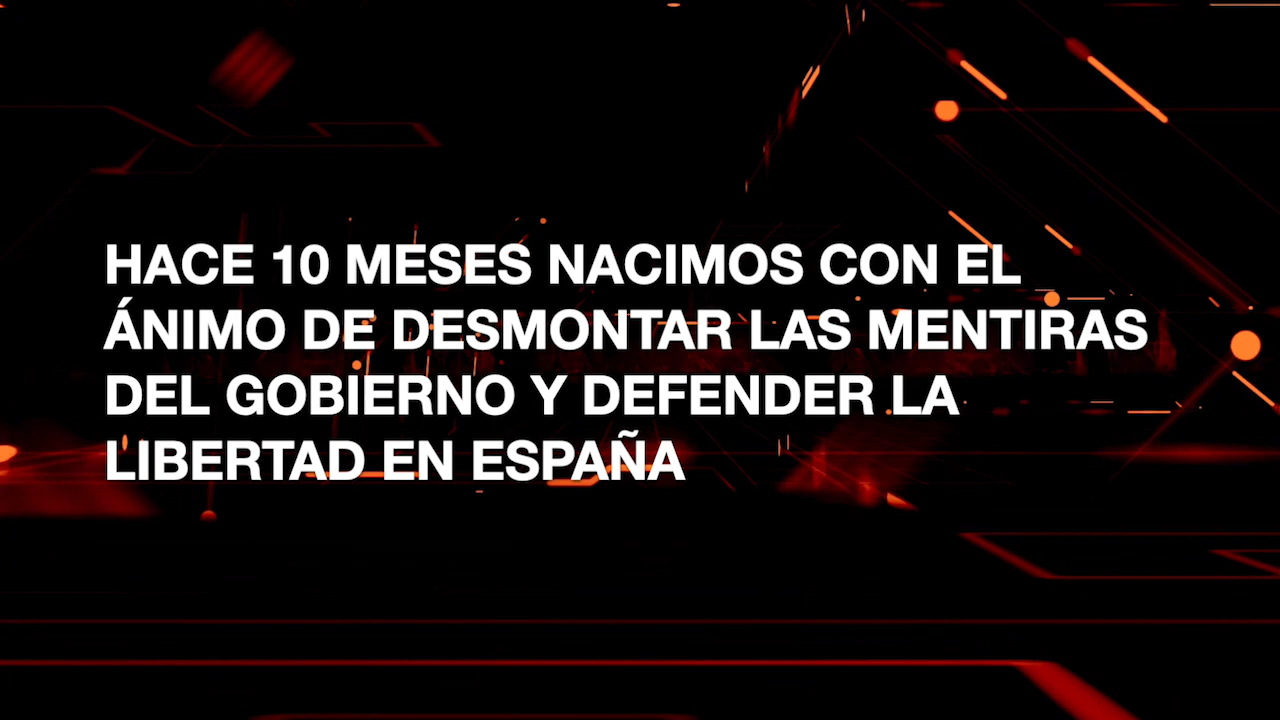 HACE 10 MESES NACIMOS CON EL
ÁNIMO DE DESMONTAR LAS MENTIRAS
DEL GOBIERNO Y DEFENDER LA
LIBERTAD EN ESPAÑA